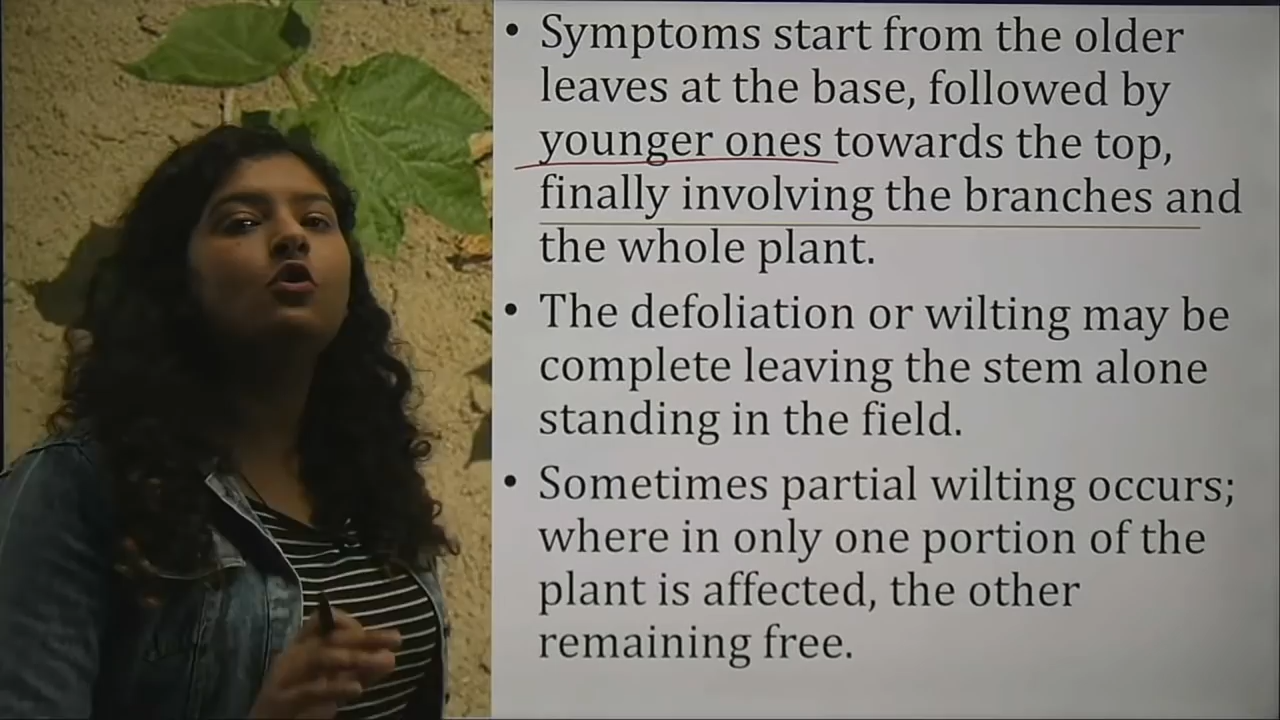 • Symptoms start from the older
leaves at the base, followed by
younger ones towards the top,
finally involving the branches and
the whole plant.
• The defoliation or wilting may be
complete leaving the stem alone
standing in the field.
• Sometimes partial wilting occurs;
where in only one portion of the
plant is affected, the other
remaining free.